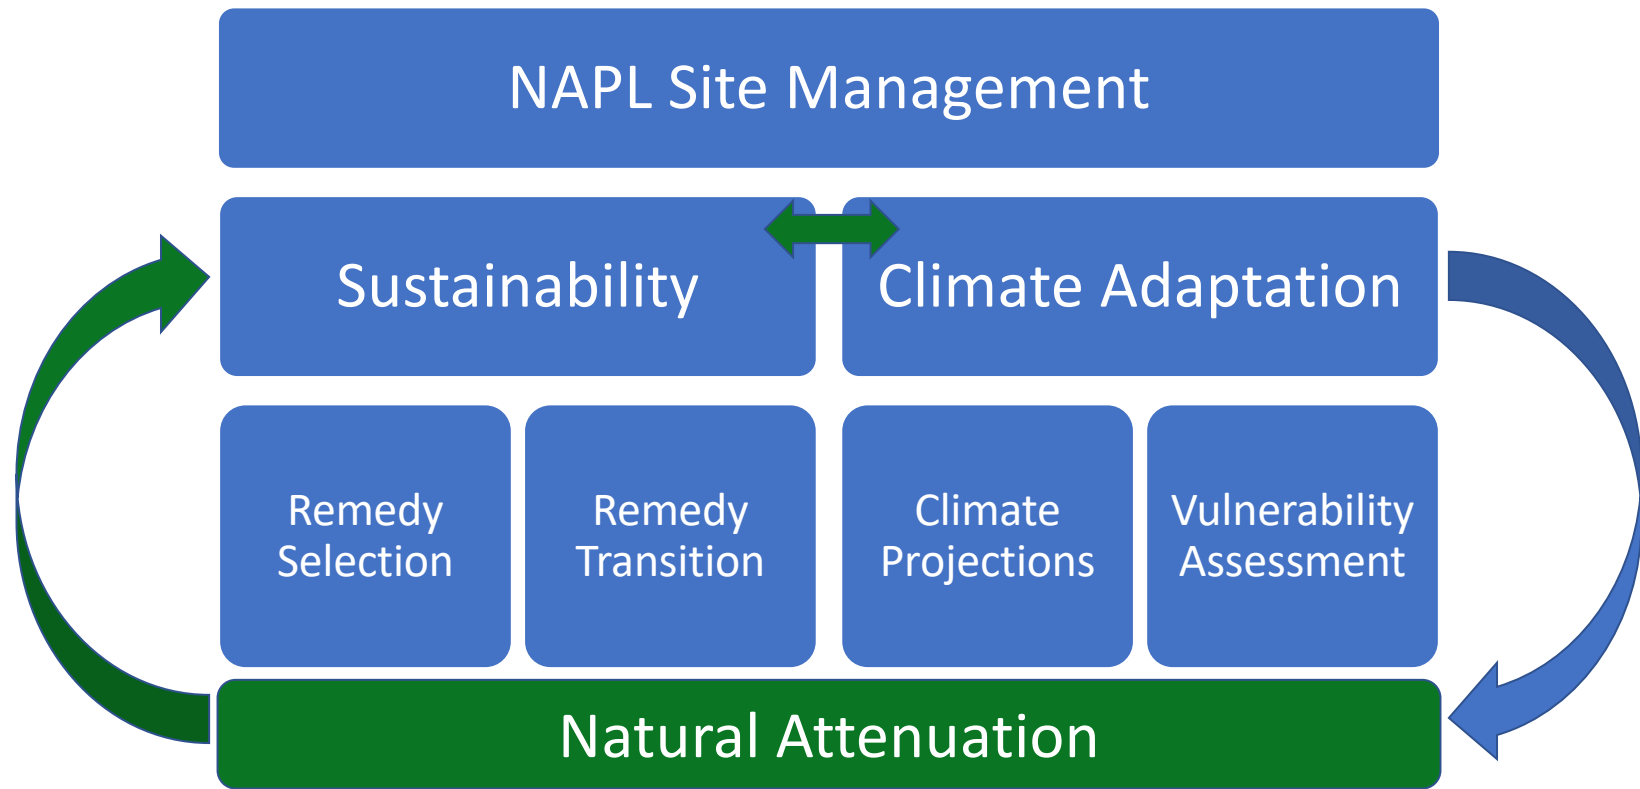 NAPL Site Management
Sustainability
Climate Adaptation
Remedy
Selection
Remedy
Transition
Climate
Projections
Vulnerability
Assessment
Natural Attenuation